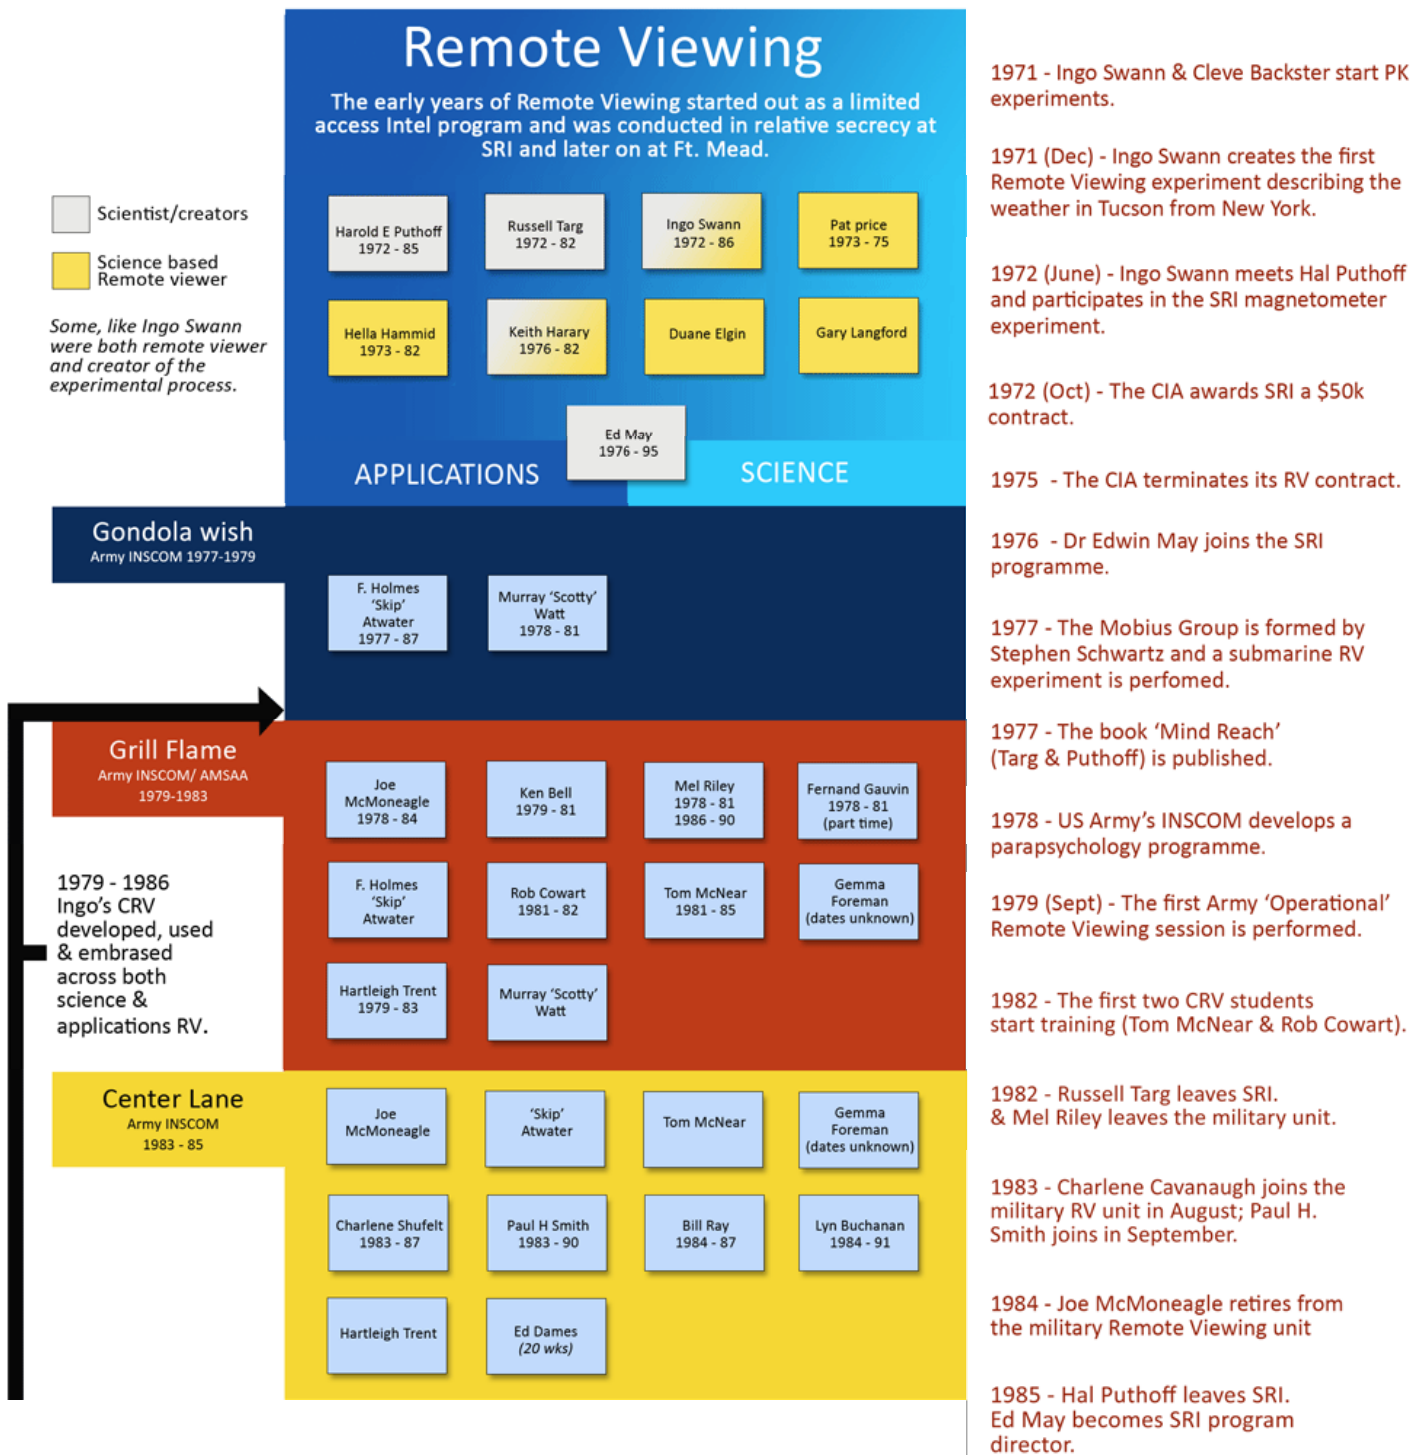 Remote Viewing
The early years of Remote Viewing started out as a limited
access Intel program and was conducted in relative secrecy at
SRI and later on at Ft. Mead.
Scientist/creators
Science based
Remote viewer
Some, like Ingo Swann
were both remote viewer
and creator of the
experimental process.
Harold E Puthoff
1972 - 85
Russell Targ
1972 - 82
Ingo Swann
1972 - 86
Pat price
1973 - 75
Hella Hammid
1973 - 82
Keith Harary
1976 - 82
Duane Elgin
Gary Langford
Ed May
1976 - 95
APPLICATIONS
SCIENCE
Gondola wish
Army INSCOM 1977-1979
F. Holmes
‘Skip’
Atwater
1977 - 87
Murray ‘Scotty’
Watt
1978 - 81
Grill Flame
Army INSCOM/ AMSAA
1979-1983
Joe
McMoneagle
1978 - 84
Ken Bell
1979 - 81
Mel Riley
1978 - 81
1986 - 90
Fernand Gauvin
1978 - 81
(part time)
F. Holmes
‘Skip’
Atwater
Rob Cowart
1981 - 82
Tom McNear
1981 - 85
Gemma
Foreman
(dates unknown)
Hartleigh Trent
1979 - 83
Murray ‘Scotty’
Watt
1979 - 1986
Ingo’s CRV
developed, used
& embrased
across both
science &
applications RV.
Center Lane
Army INSCOM
1983 - 85
Joe
McMoneagle
‘Skip’
Atwater
Tom McNear
Gemma
Foreman
(dates unknown)
Charlene Shufelt
1983 - 87
Paul H Smith
1983 - 90
Bill Ray
1984 - 87
Lyn Buchanan
1984 - 91
Hartleigh Trent
Ed Dames
(20 wks)
1971 - Ingo Swann & Cleve Backster start PK
experiments.
1971 (Dec) - Ingo Swann creates the first
Remote Viewing experiment describing the
weather in Tucson from New York.
1972 (June) - Ingo Swann meets Hal Puthoff
and participates in the SRI magnetometer
experiment.
1972 (Oct) - The CIA awards SRI a $50k
contract.
1975 - The CIA terminates its RV contract.
1976 - Dr Edwin May joins the SRI
programme.
1977 - The Mobius Group is formed by
Stephen Schwartz and a submarine RV
experiment is perfomed.
1977 - The book ‘Mind Reach’
(Targ & Puthoff) is published.
1978 - US Army’s INSCOM develops a
parapsychology programme.
1979 (Sept) - The first Army ‘Operational’
Remote Viewing session is performed.
1982 - The first two CRV students
start training (Tom McNear & Rob Cowart).
1982 - Russell Targ leaves SRI.
& Mel Riley leaves the military unit.
1983 - Charlene Cavanaugh joins the
military RV unit in August; Paul H.
Smith joins in September.
1984 - Joe McMoneagle retires from
the military Remote Viewing unit
1985 - Hal Puthoff leaves SRI.
Ed May becomes SRI program
director.